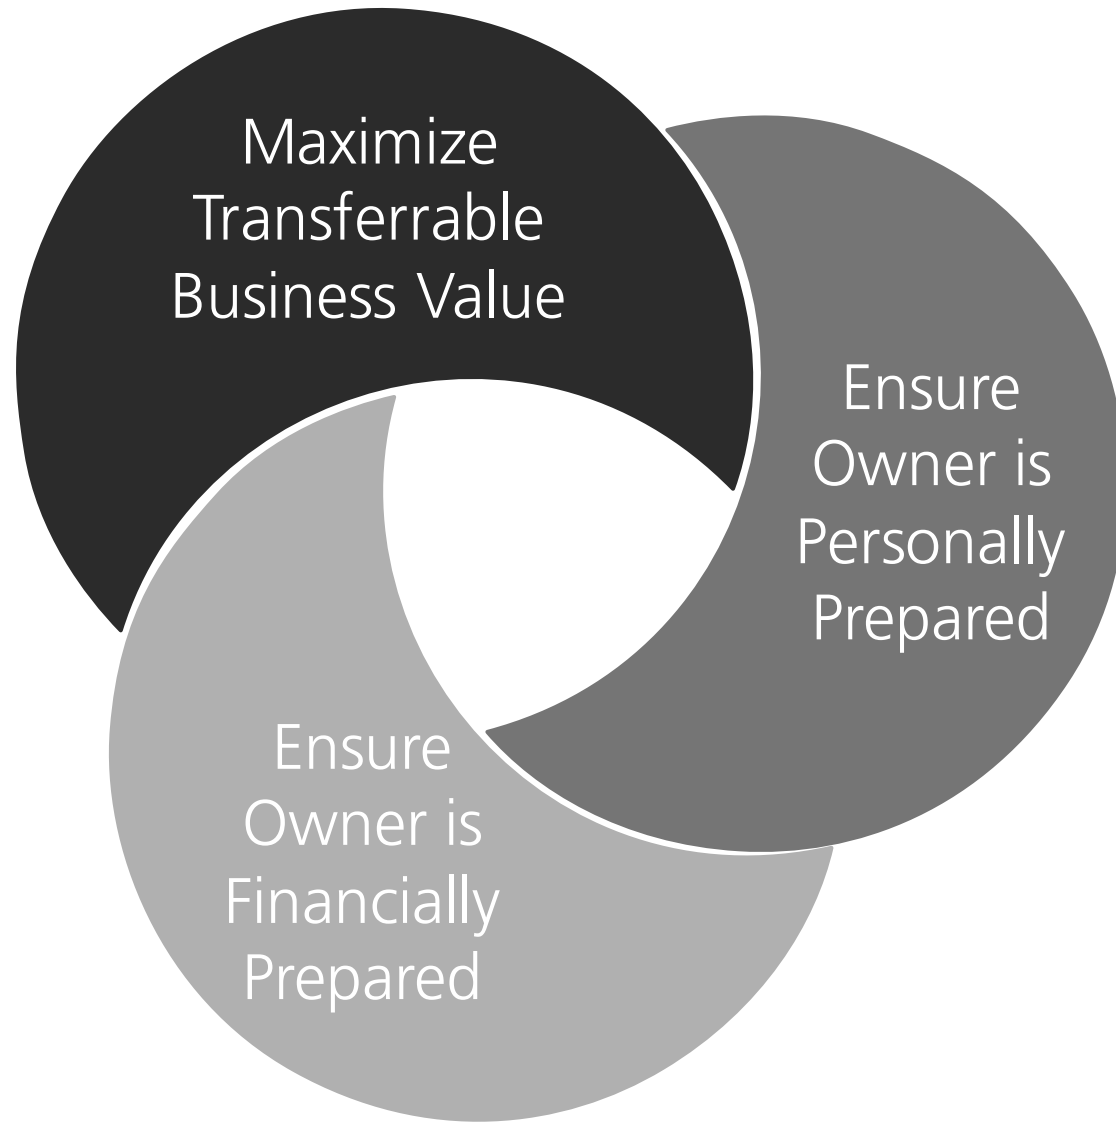 Maximize
Transferrable
Business Value
Ensure
Owner is
Personally
Prepared
Ensure
Owner is
Financially
Prepared